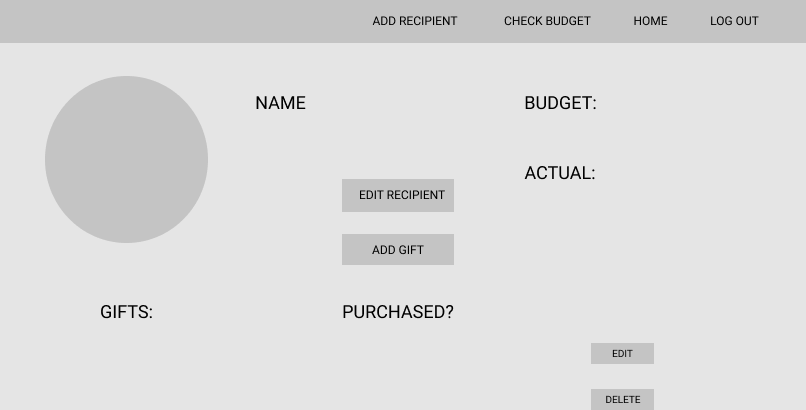 ADD RECIPIENT CHECK BUDGET HOME LOG OUT
NAME BUDGET:
ACTUAL:
EDIT RECIPIENT
ADD GIFT
GIFTS: PURCHASED?
EDIT
DELETE